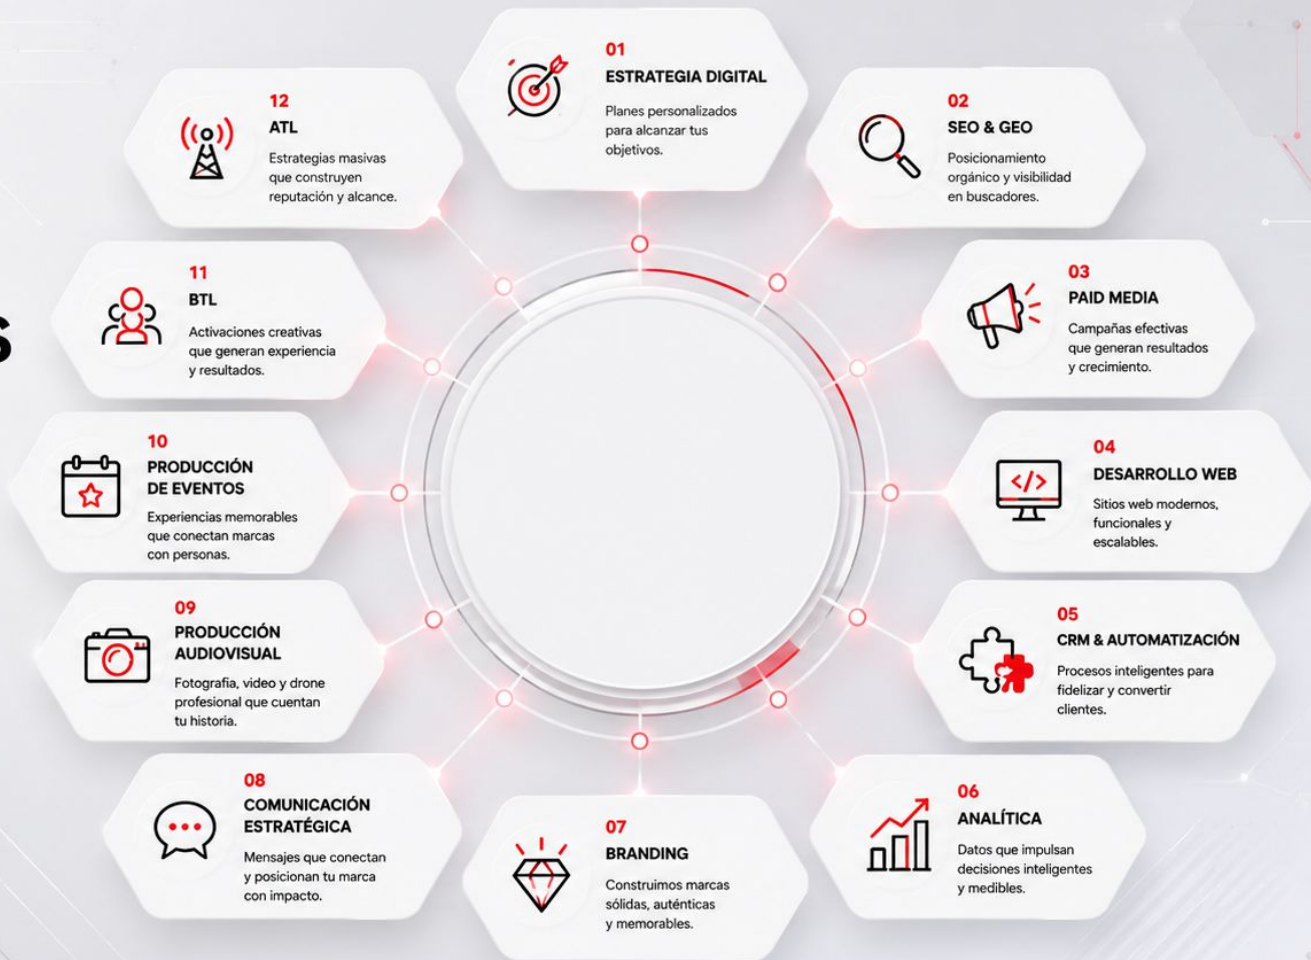 01
ESTRATEGIA DIGITAL
Planes personalizados
para alcanzar tus
objetivos.
02
SEO & GEO
Posicionamiento
orgánico y visibilidad
en buscadores.
03
PAID MEDIA
Campañas efectivas
que generan resultados
y crecimiento.
04
DESARROLLO WEB
Sitios web modernos,
funcionales y
escalables.
05
CRM & AUTOMATIZACIÓN
Procesos inteligentes para
fidelizar y convertir
clientes.
06
ANALÍTICA
Datos que impulsan
decisiones inteligentes
y medibles.
07
BRANDING
Construimos marcas
sólidas, auténticas
y memorables.
08
COMUNICACIÓN
ESTRATÉGICA
Mensajes que conectan
y posicionan tu marca
con impacto.
09
PRODUCCIÓN
AUDIOVISUAL
Fotografia, video y drone
profesional que cuentan
tu historia.
10
PRODUCCIÓN
DE EVENTOS
Experiencias memorables
que conectan marcas
con personas.
11
BTL
Activaciones creativas
que generan experiencia
y resultados.
12
ATL
Estrategias masivas
que construyen
reputación y alcance.